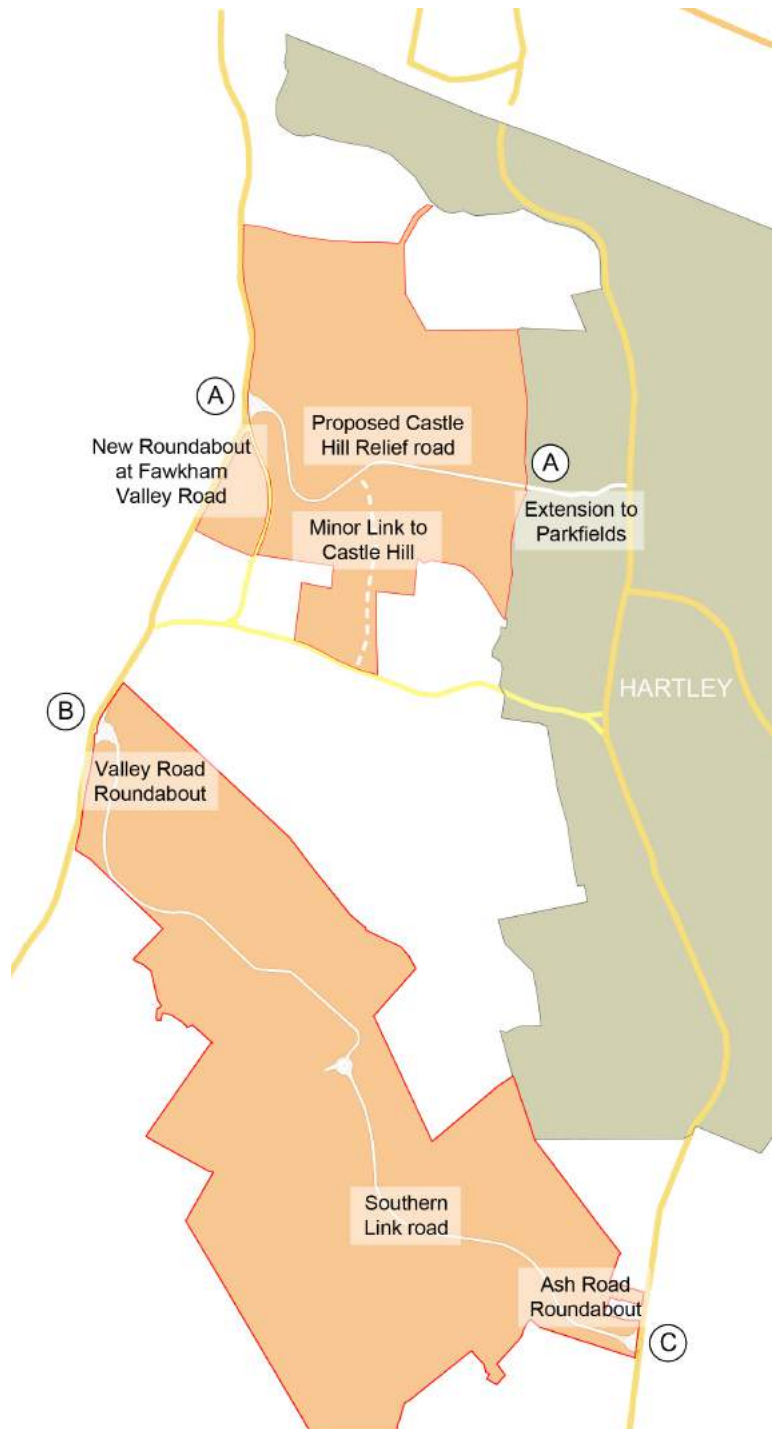 A
New Roundabout
at Fawkham
Valley Road
Proposed Castle
Hill Relief road
A
Extension to
Parkfields
Minor Link to
Castle Hill
HARTLEY
B
Valley Road
Roundabout
Southern
Link road
Ash Road
Roundabout
C